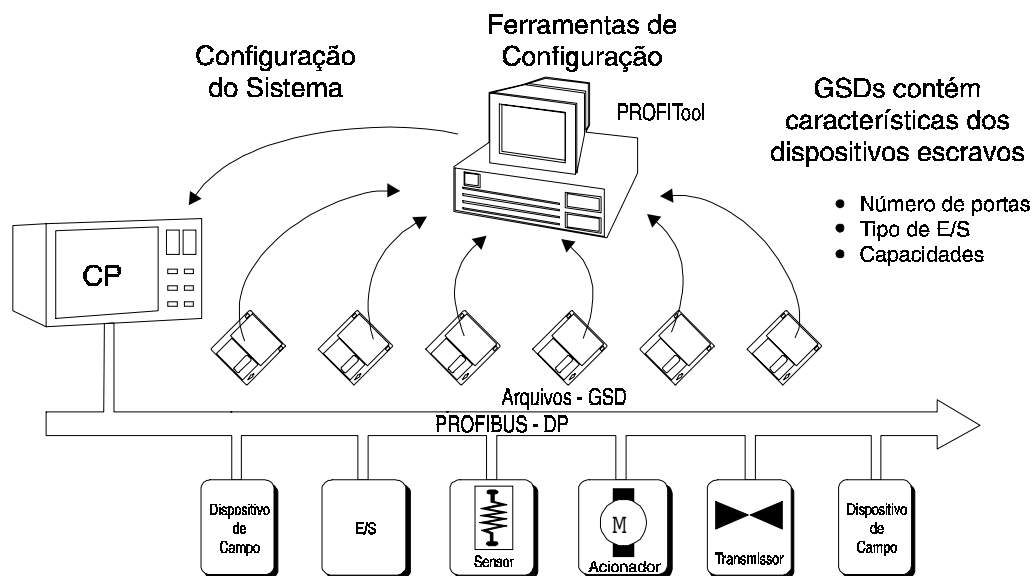 Configuração
do Sistema
Ferramentas de
Configuração
PROFITool
GSDs contém
características dos
dispositivos escravos
• Número de portas
• Tipo de E/S
• Capacidades
CP
Arquivos - GSD
PROFIBUS - DP
Dispositivo
de
Campo
E/S
Sensor
M
Acionador
Transmissor
Dispositivo
de
Campo